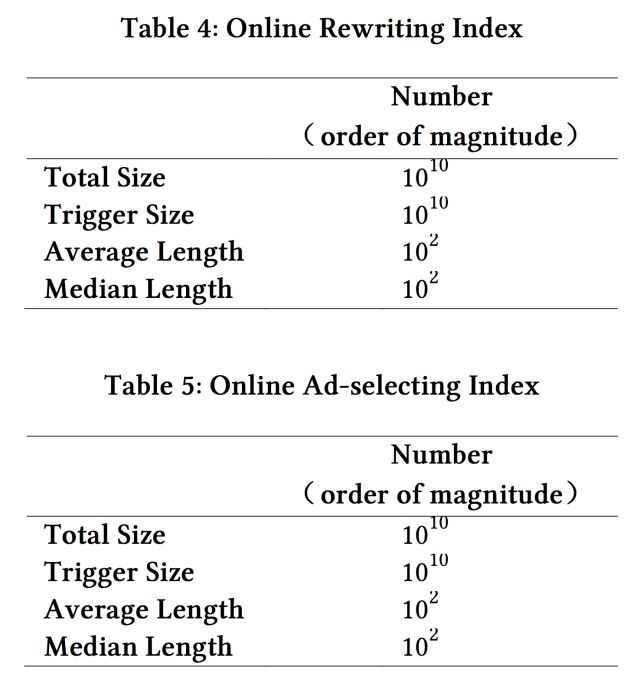 Table 4: Online Rewriting Index
Number
（order of magnitude）
Total Size 10^10
Trigger Size 10^10
Average Length 10^2
Median Length 10^2
Table 5: Online Ad-selecting Index
Number
（order of magnitude）
Total Size 10^10
Trigger Size 10^10
Average Length 10^2
Median Length 10^2